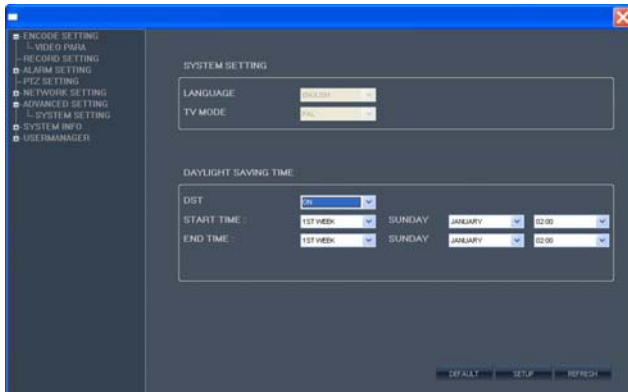 ENCODE SETTING
VIDEO PARA
RECORD SETTING
ALARM SETTING
PTZ SETTING
NETWORK SETTING
ADVANCED SETTING
SYSTEM SETTING
SYSTEM INFO
USERMANAGER
SYSTEM SETTING
LANGUAGE ENGLISH
TV MODE PAL
DAYLIGHT SAVING TIME
DST ON
START TIME : 1ST WEEK SUNDAY JANUARY 02:00
END TIME : 1ST WEEK SUNDAY JANUARY 02:00
DEFAULT SETUP REFRESH